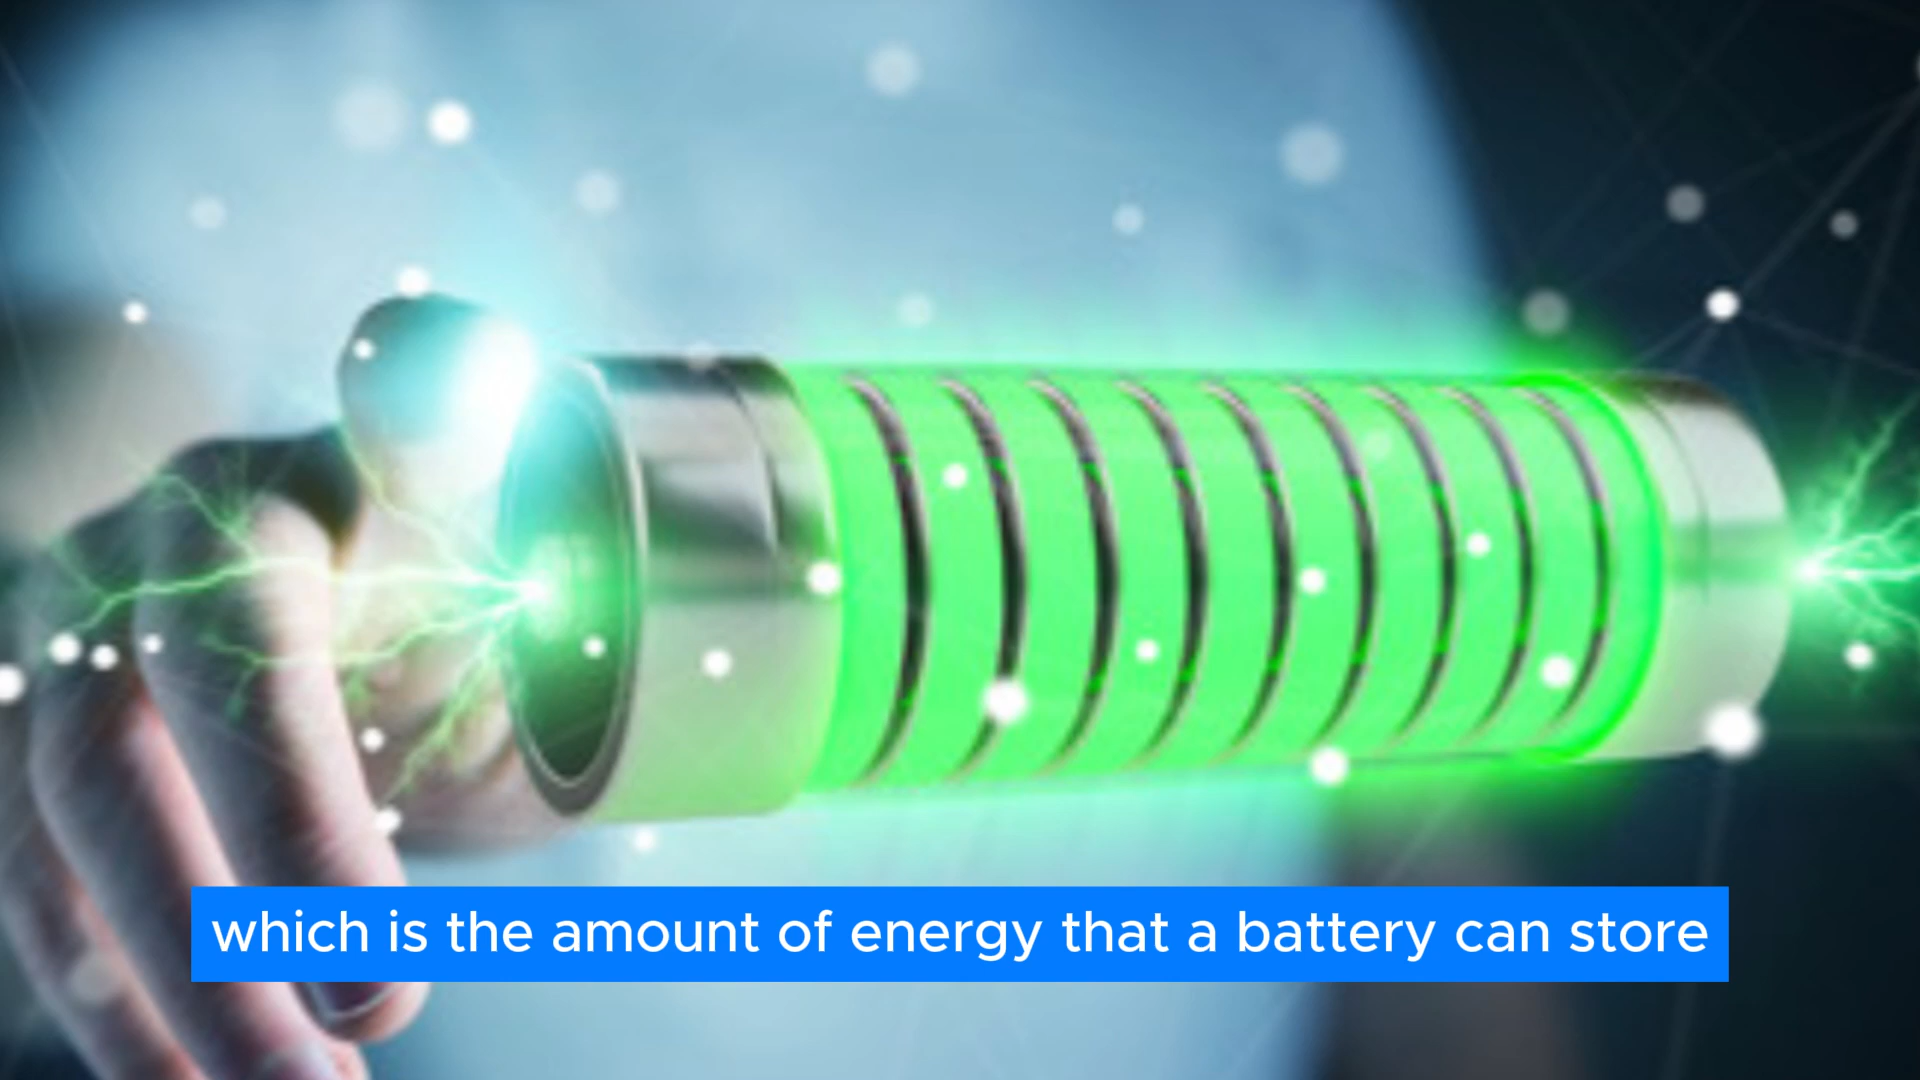 which is the amount of energy that a battery can store